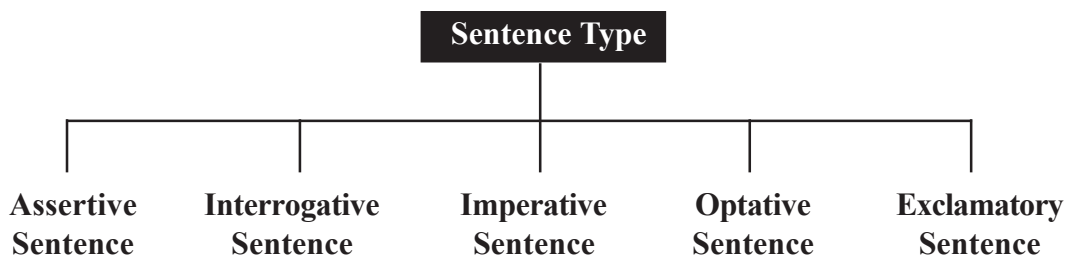 Sentence Type
Assertive Sentence
Interrogative Sentence
Imperative Sentence
Optative Sentence
Exclamatory Sentence